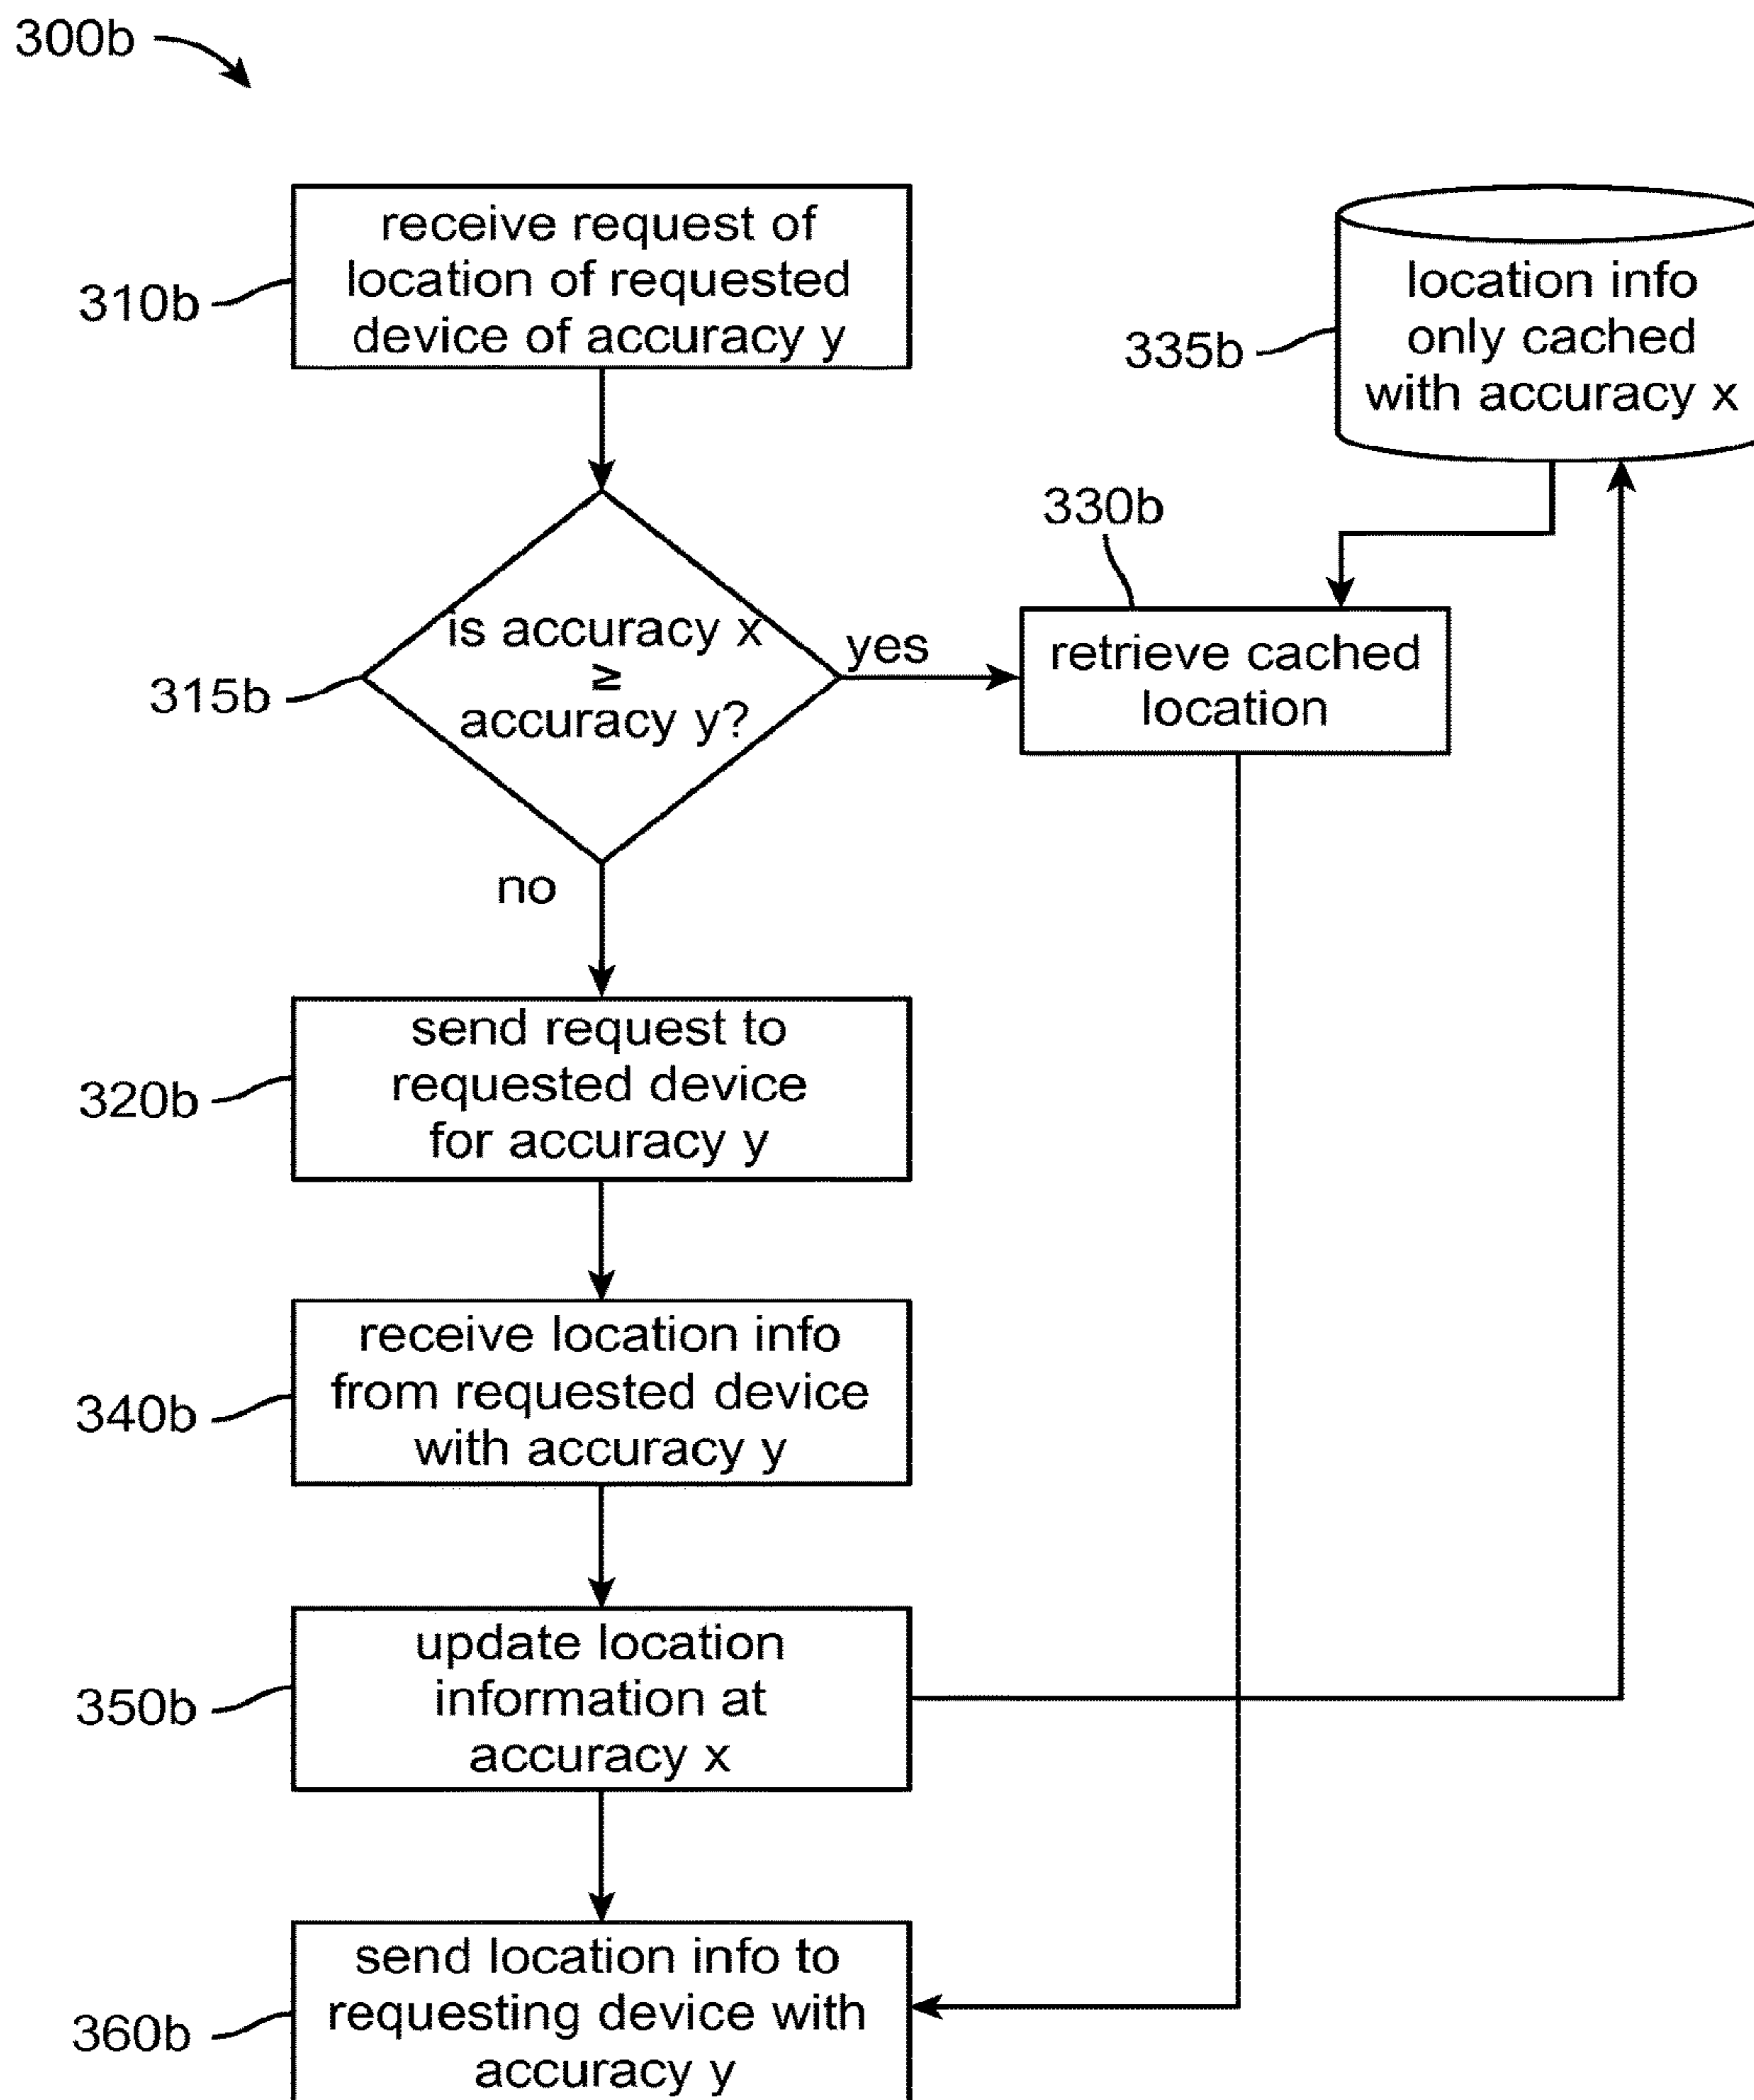 300b
310b
receive request of
location of requested
device of accuracy y
335b
location info
only cached
with accuracy x
315b
is accuracy x
≥
accuracy y?
yes
no
330b
retrieve cached
location
320b
send request to
requested device
for accuracy y
340b
receive location info
from requested device
with accuracy y
350b
update location
information at
accuracy x
360b
send location info to
requesting device with
accuracy y